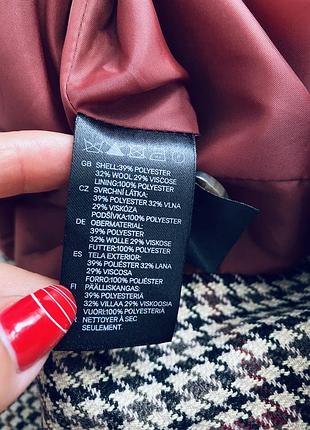 GB SHELL:39% POLYESTER
32% WOOL 29% VISCOSE
LINING:100% POLYESTER
CZ SVRCHNÍ LÁTKA:
39% POLYESTER 32% VLNA
29% VISKÓZA
PODŠÍVKA:100% POLYESTER
DE OBERMATERIAL:
39% POLYESTER
32% WOLLE 29% VISKOSE
FUTTER:100% POLYESTER
ES TELA EXTERIOR:
39% POLIÉSTER 32% LANA
29% VISCOSA
FORRO:100% POLIÉSTER
FI PÄÄLLISKANGAS:
39% POLYESTERIÄ
32% VILLAA 29% VISKOOSIA
VUORI:100% POLYESTERIÄ
FR NETTOYER À SEC
SEULEMENT.